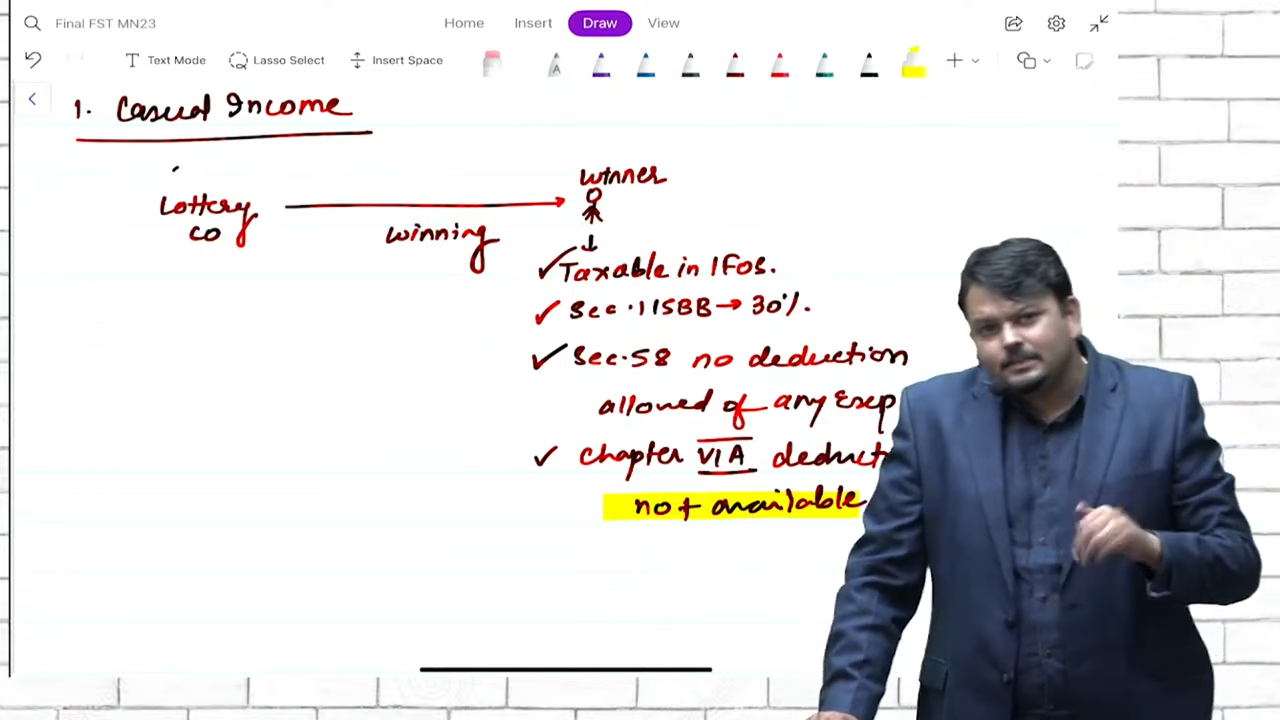 Final FST MN23
Home Insert Draw View
Text Mode Lasso Select Insert Space
1. Casual Income
Lottery
co
winning
winner
Taxable in IFOS.
Sec.115BB → 30%.
Sec.58 no deduction
allowed of any Exep
chapter VIA deduct
not available